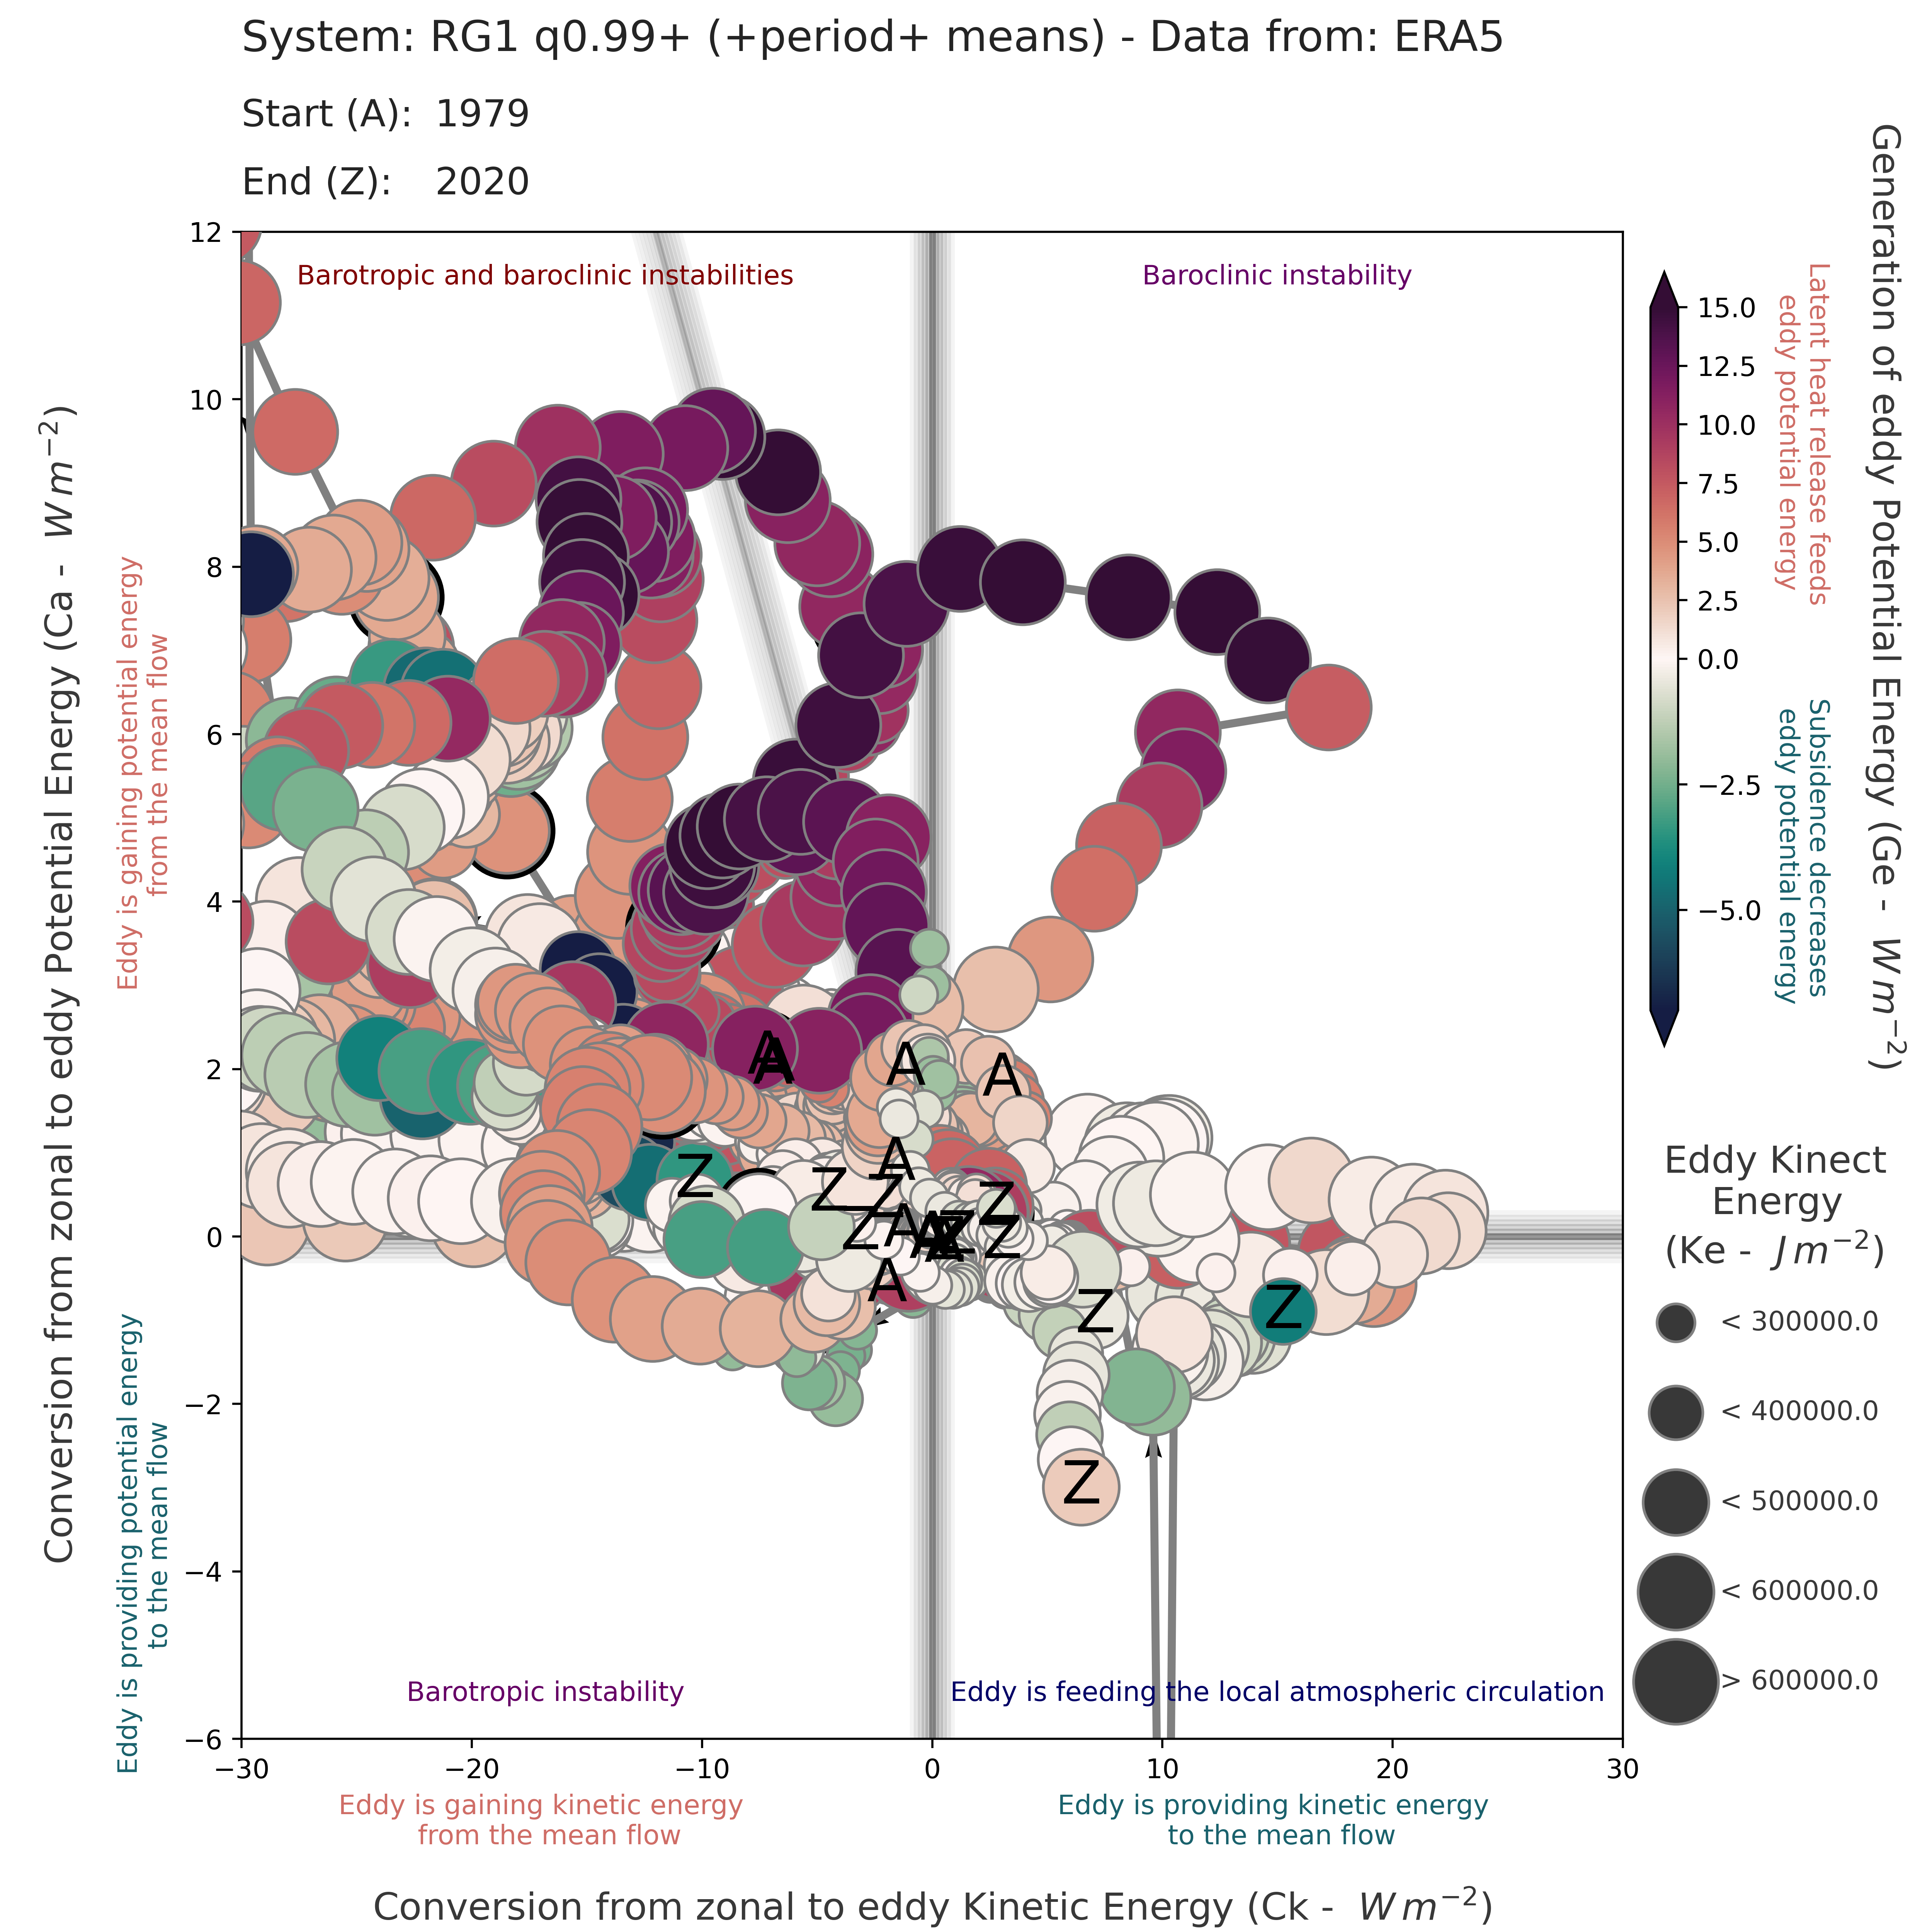 System: RG1 q0.99+ (+period+ means) - Data from: ERA5
Start (A): 1979
End (Z): 2020
Barotropic and baroclinic instabilities
Baroclinic instability
Barotropic instability
Eddy is feeding the local atmospheric circulation
12
10
8
6
4
2
0
−2
−4
−6
−30
−20
−10
0
10
20
30
Conversion from zonal to eddy Potential Energy (Ca - W m⁻²)
Eddy is gaining potential energy
from the mean flow
Eddy is providing potential energy
to the mean flow
Eddy is gaining kinetic energy
from the mean flow
Eddy is providing kinetic energy
to the mean flow
Conversion from zonal to eddy Kinetic Energy (Ck - W m⁻²)
15.0
12.5
10.0
7.5
5.0
2.5
0.0
−2.5
−5.0
Latent heat release feeds
eddy potential energy
Subsidence decreases
eddy potential energy
Generation of eddy Potential Energy (Ge - W m⁻²)
Eddy Kinect
Energy
(Ke - J m⁻²)
< 300000.0
< 400000.0
< 500000.0
< 600000.0
> 600000.0
A
A
A
A
A
A
A
Z
Z
Z
Z
Z
Z
Z
Z
Z